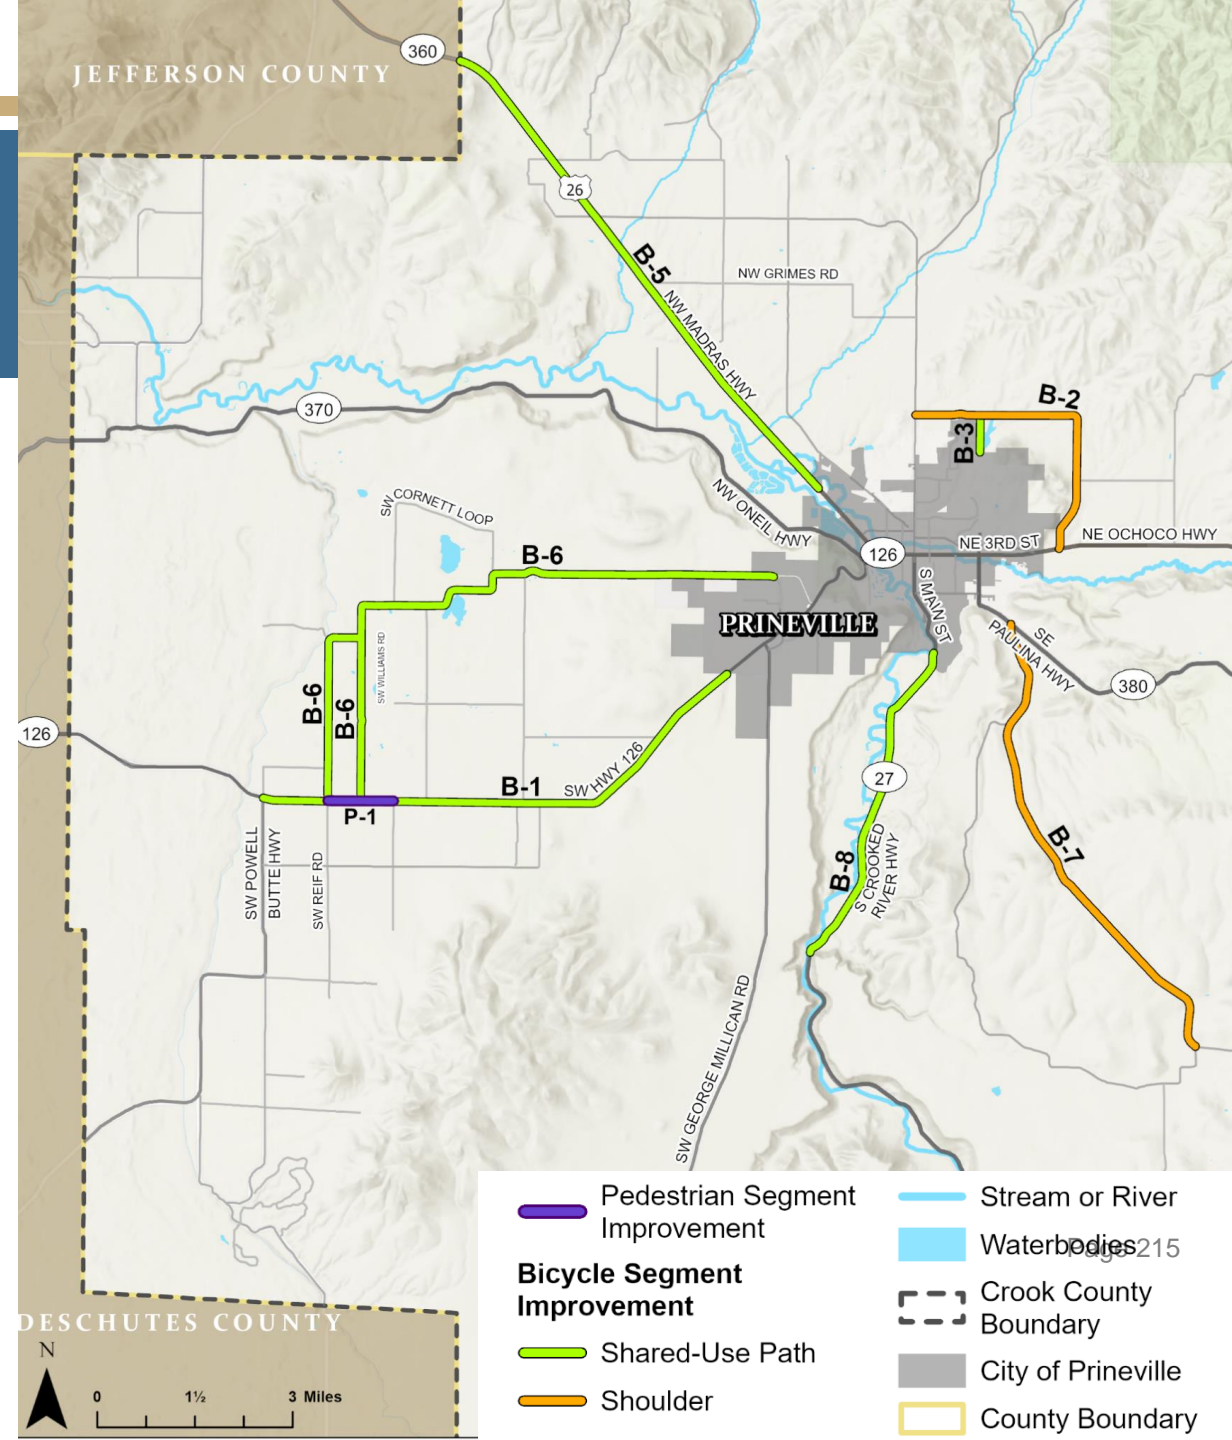 360
JEFFERSON COUNTY
26
B-5
NW GRIMES RD
NW MADRAS HWY
370
B-2
B-3
SW CORNETT LOOP
NW ONEIL HWY
B-6
126
NE 3RD ST
NE OCHOCO HWY
S MAIN ST
PRINEVILLE
SE
PAULINA HWY
380
SW WILLIAMS RD
B-6
B-6
126
SW HWY 126
B-1
P-1
27
B-8
S CROOKED
RIVER HWY
B-7
SW POWELL
BUTTE HWY
SW REIF RD
SW GEORGE MILLICAN RD
DESCHUTES COUNTY
N
0 1½ 3 Miles
Pedestrian Segment
Improvement
Bicycle Segment
Improvement
Shared-Use Path
Shoulder
Stream or River
Waterbodies
Page 215
Crook County
Boundary
City of Prineville
County Boundary